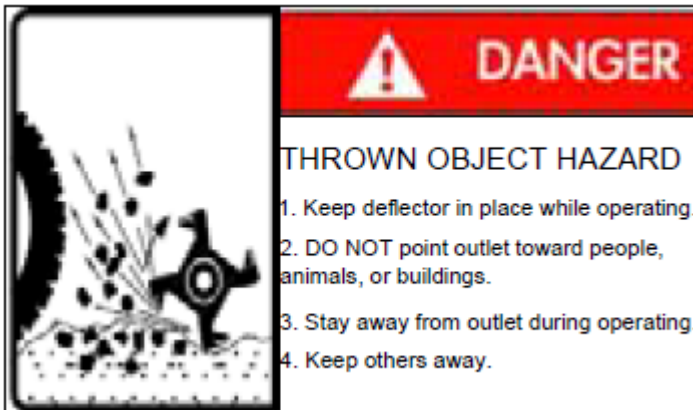 DANGER
THROWN OBJECT HAZARD
1. Keep deflector in place while operating.
2. DO NOT point outlet toward people,
animals, or buildings.
3. Stay away from outlet during operating.
4. Keep others away.